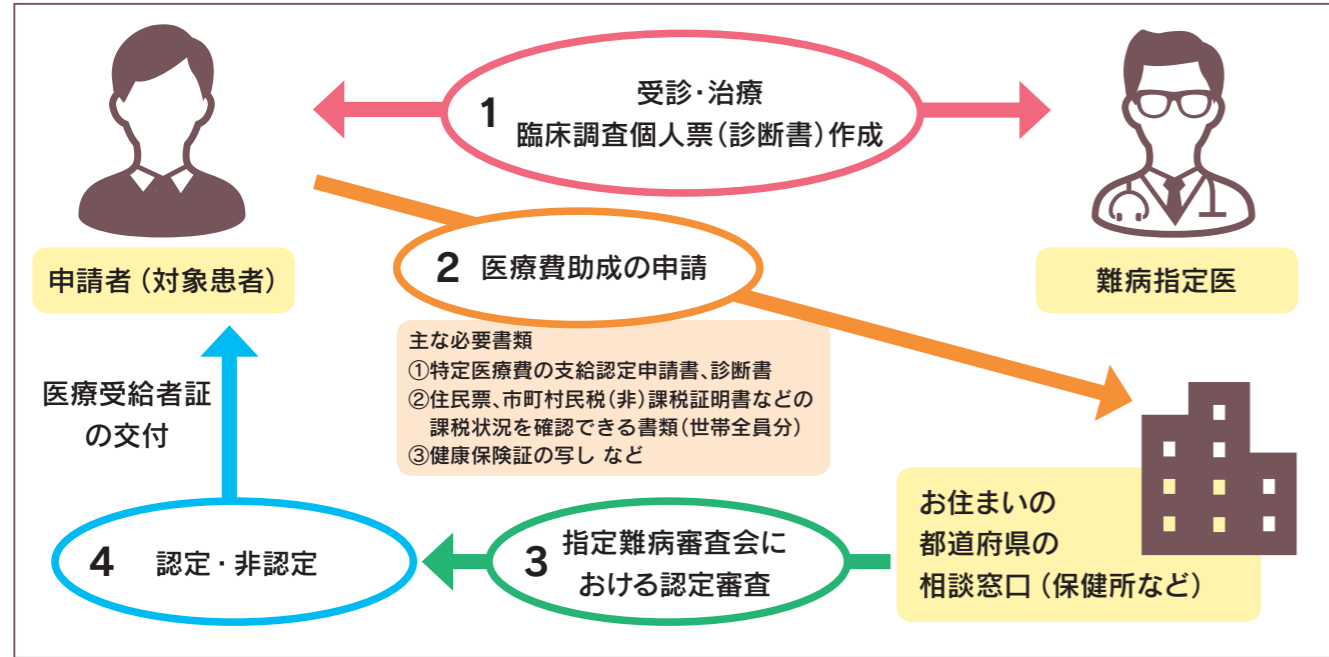 1
受診・治療
臨床調査個人票(診断書)作成
申請者(対象患者)
難病指定医
2 医療費助成の申請
主な必要書類
①特定医療費の支給認定申請書、診断書
②住民票、市町村民税(非)課税証明書などの
課税状況を確認できる書類(世帯全員分)
③健康保険証の写し など
お住まいの
都道府県の
相談窓口(保健所など)
3
指定難病審査会に
おける認定審査
4 認定・非認定
医療受給者証
の交付